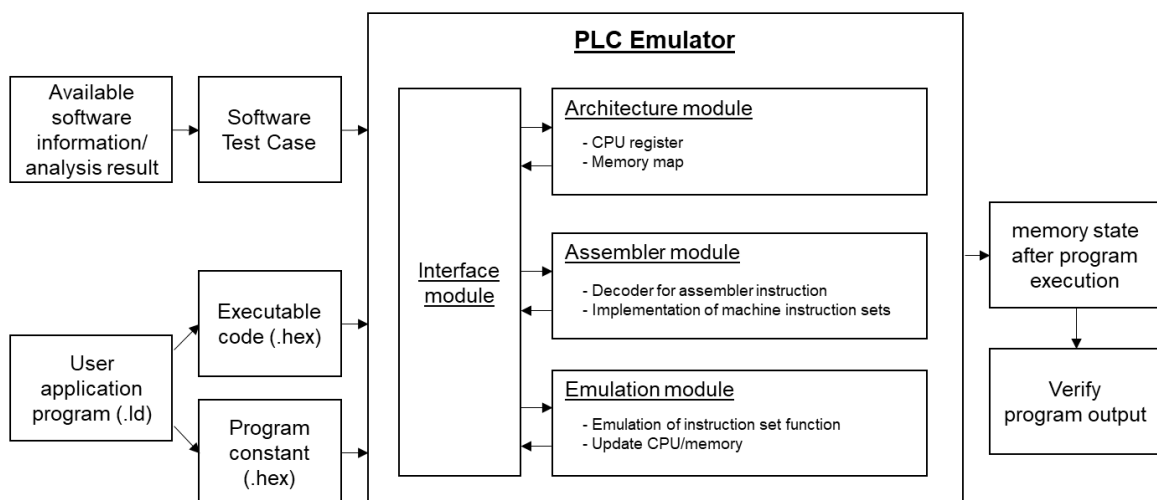 PLC Emulator
Available
software
information/
analysis result
Software
Test Case
Architecture module
- CPU register
- Memory map
Interface
module
Assembler module
- Decoder for assembler instruction
- Implementation of machine instruction sets
memory state
after program
execution
Executable
code (.hex)
User
application
program (.ld)
Program
constant
(.hex)
Emulation module
- Emulation of instruction set function
- Update CPU/memory
Verify
program output